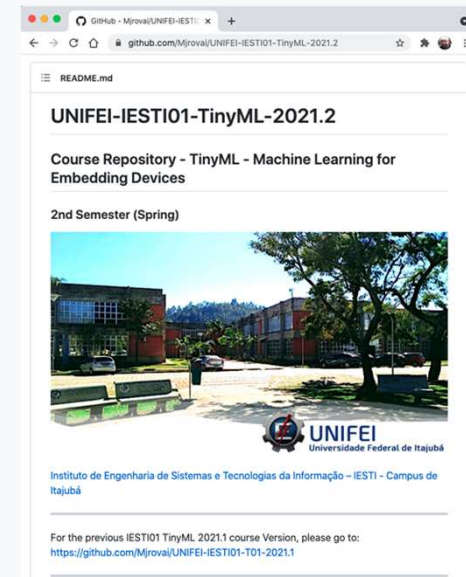 GitHub - Mjrovai/UNIFEI-IESTI
github.com/Mjrovai/UNIFEI-IESTI01-TinyML-2021.2
README.md
UNIFEI-IESTI01-TinyML-2021.2
Course Repository - TinyML - Machine Learning for
Embedding Devices
2nd Semester (Spring)
UNIFEI
Universidade Federal de Itajubá
Instituto de Engenharia de Sistemas e Tecnologias da Informação – IESTI - Campus de
Itajubá
For the previous IESTI01 TinyML 2021.1 course Version, please go to:
https://github.com/Mjrovai/UNIFEI-IESTI01-T01-2021.1